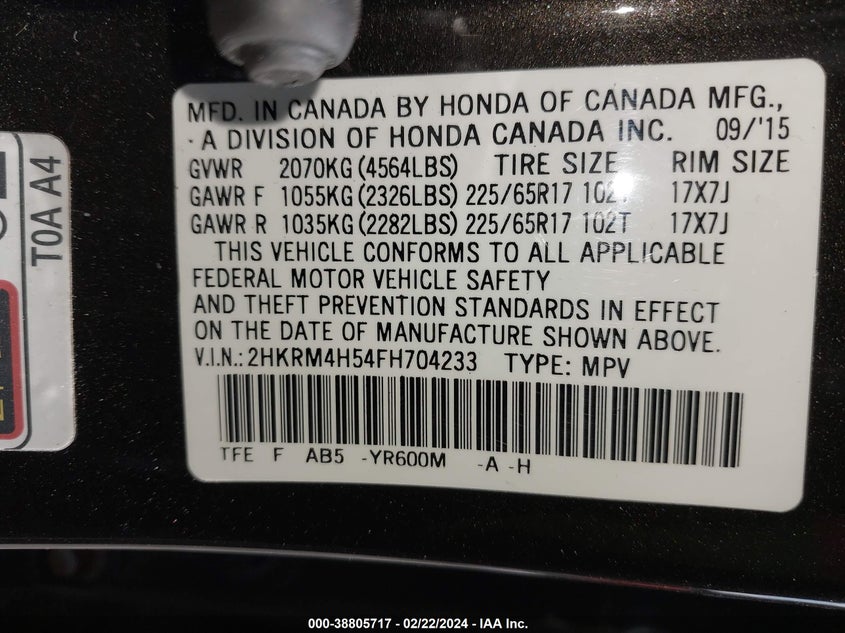 MFD. IN CANADA BY HONDA OF CANADA MFG.,
A DIVISION OF HONDA CANADA INC. 09/'15
GVWR 2070KG (4564LBS) TIRE SIZE RIM SIZE
GAWR F 1055KG (2326LBS) 225/65R17 102T 17X7J
GAWR R 1035KG (2282LBS) 225/65R17 102T 17X7J
THIS VEHICLE CONFORMS TO ALL APPLICABLE
FEDERAL MOTOR VEHICLE SAFETY
AND THEFT PREVENTION STANDARDS IN EFFECT
ON THE DATE OF MANUFACTURE SHOWN ABOVE.
V.I.N.: 2HKRM4H54FH704233 TYPE: MPV
TFE F AB5 -YR600M -A -H
T0A A4
000-38805717 - 02/22/2024 - IAA Inc.